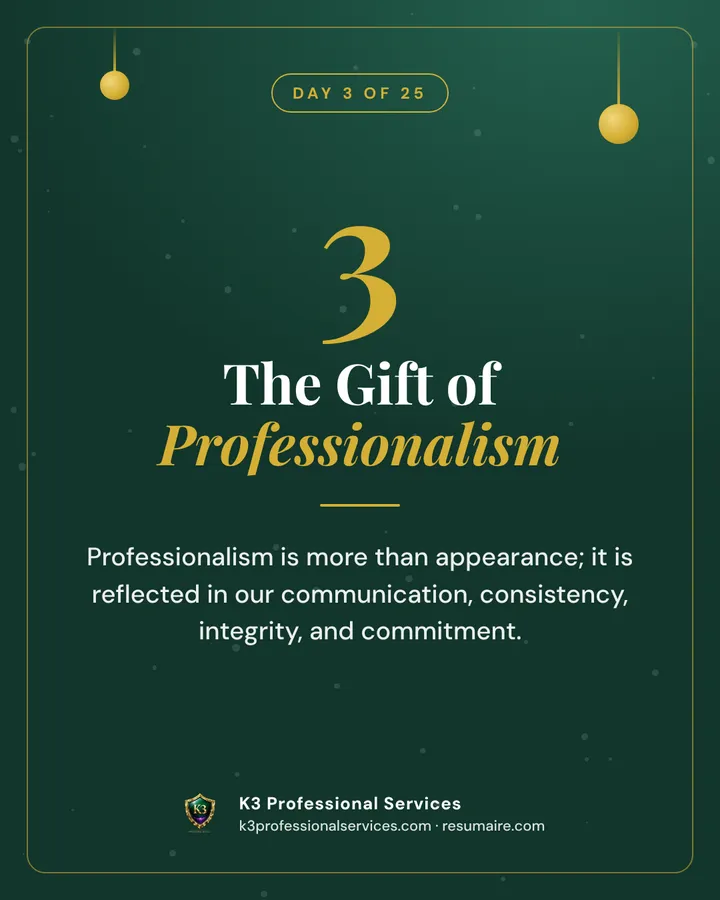 DAY 3 OF 25
3
The Gift of
Professionalism
Professionalism is more than appearance; it is
reflected in our communication, consistency,
integrity, and commitment.
K3
K3 Professional Services
k3professionalservices.com · resumaire.com